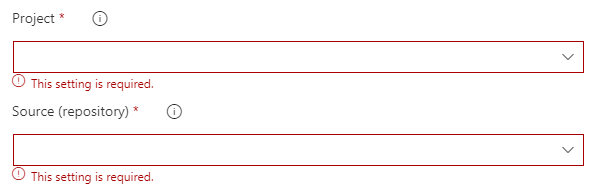 Project *
This setting is required.
Source (repository) *
This setting is required.